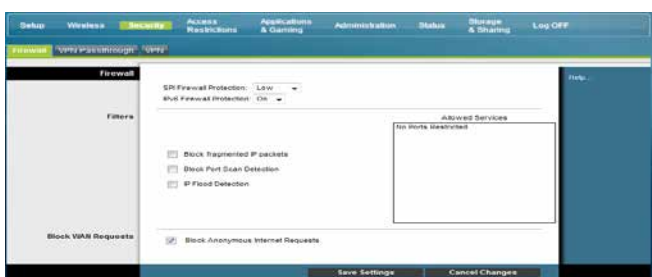 Setup Wireless Security Access Restrictions Applications & Gaming Administration Status Storage & Sharing Log OFF
Firewall VPN Passthrough VPN
Firewall
Help...
SPI Firewall Protection: Low
IPv6 Firewall Protection: On
Filters
Allowed Services
No Ports Restricted
Block fragmented IP packets
Block Port Scan Detection
IP Flood Detection
Block WAN Requests
Block Anonymous Internet Requests
Save Settings Cancel Changes